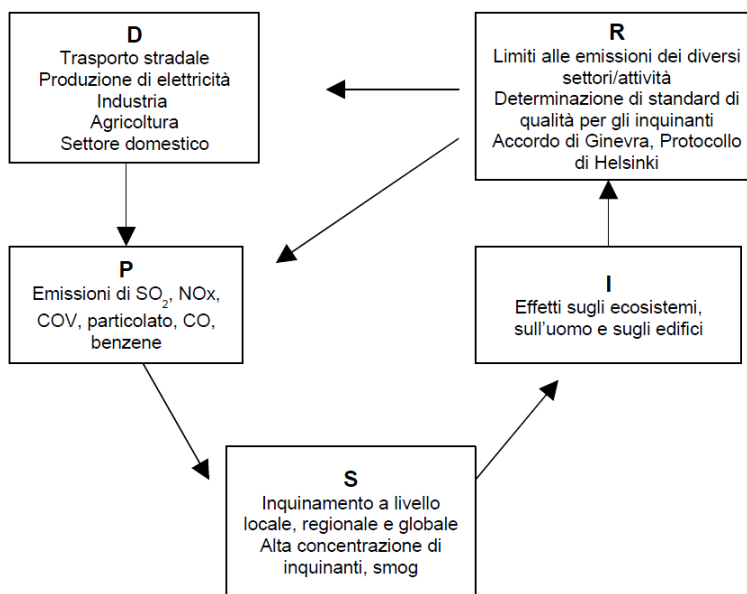 D
Trasporto stradale
Produzione di elettricità
Industria
Agricoltura
Settore domestico
R
Limiti alle emissioni dei diversi
settori/attività
Determinazione di standard di
qualità per gli inquinanti
Accordo di Ginevra, Protocollo
di Helsinki
P
Emissioni di SO₂, NOx,
COV, particolato, CO,
benzene
I
Effetti sugli ecosistemi,
sull'uomo e sugli edifici
S
Inquinamento a livello
locale, regionale e globale
Alta concentrazione di
inquinanti, smog